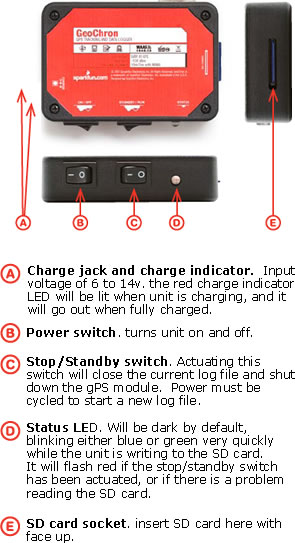 GeoChron
GPS TRACKING AND DATA LOGGER
sparkfun.com
ON / OFF
STANDBY / RUN
STATUS
A
B
C
D
E
A Charge jack and charge indicator. Input
voltage of 6 to 14v. the red charge indicator
LED will be lit when unit is charging, and it
will go out when fully charged.
B Power switch. turns unit on and off.
C Stop/Standby switch. Actuating this
switch will close the current log file and shut
down the gPS module. Power must be
cycled to start a new log file.
D Status LED. Will be dark by default,
blinking either blue or green very quickly
while the unit is writing to the SD card.
It will flash red if the stop/standby switch
has been actuated, or if there is a problem
reading the SD card.
E SD card socket. insert SD card here with
face up.